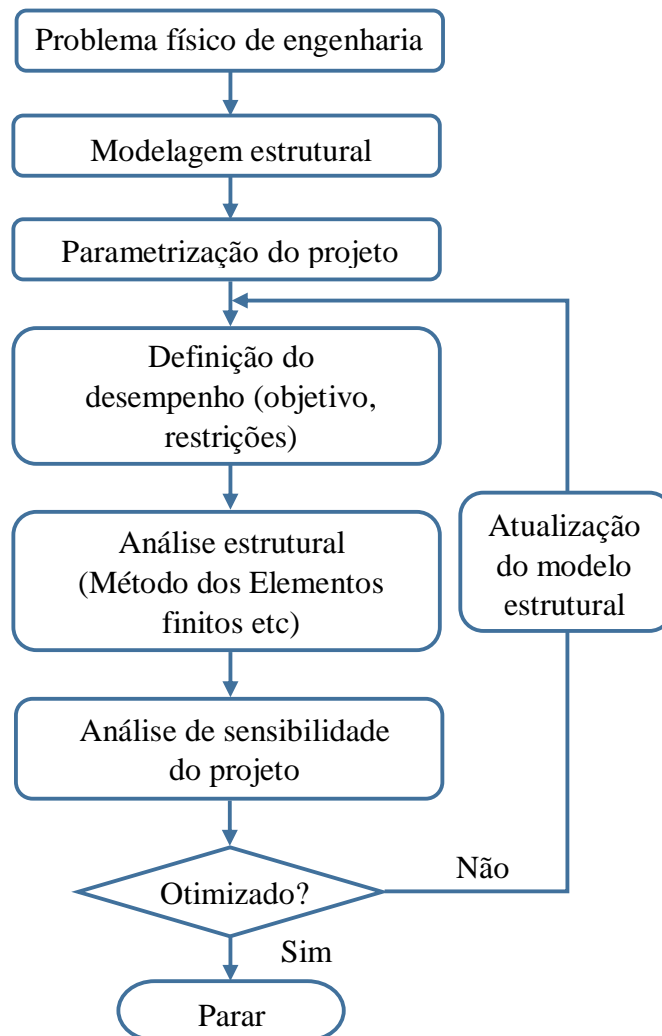 Problema físico de engenharia
Modelagem estrutural
Parametrização do projeto
Definição do
desempenho (objetivo,
restrições)
Análise estrutural
(Método dos Elementos
finitos etc)
Atualização
do modelo
estrutural
Análise de sensibilidade
do projeto
Otimizado?
Não
Sim
Parar